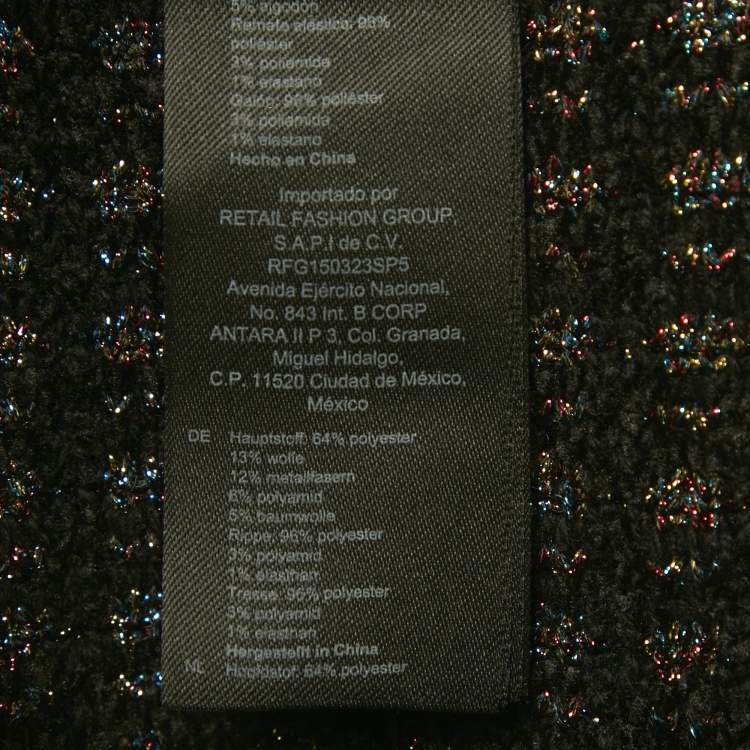 5% algodón
Remate elástico: 96%
poliéster
3% poliamida
1% elastano
Galón: 96% poliéster
3% poliamida
1% elastano
Hecho en China
Importado por
RETAIL FASHION GROUP,
S.A.P.I de C.V.
RFG150323SP5
Avenida Ejército Nacional,
No. 843 Int. B CORP
ANTARA II P 3, Col. Granada,
Miguel Hidalgo,
C.P. 11520 Ciudad de México,
México
DE Hauptstoff: 64% polyester
13% wolle
12% metallfasern
6% polyamid
5% baumwolle
Rippe: 96% polyester
3% polyamid
1% elasthan
Tresse: 96% polyester
3% polyamid
1% elasthan
Hergestellt in China
NL Hoofdstof: 64% polyester